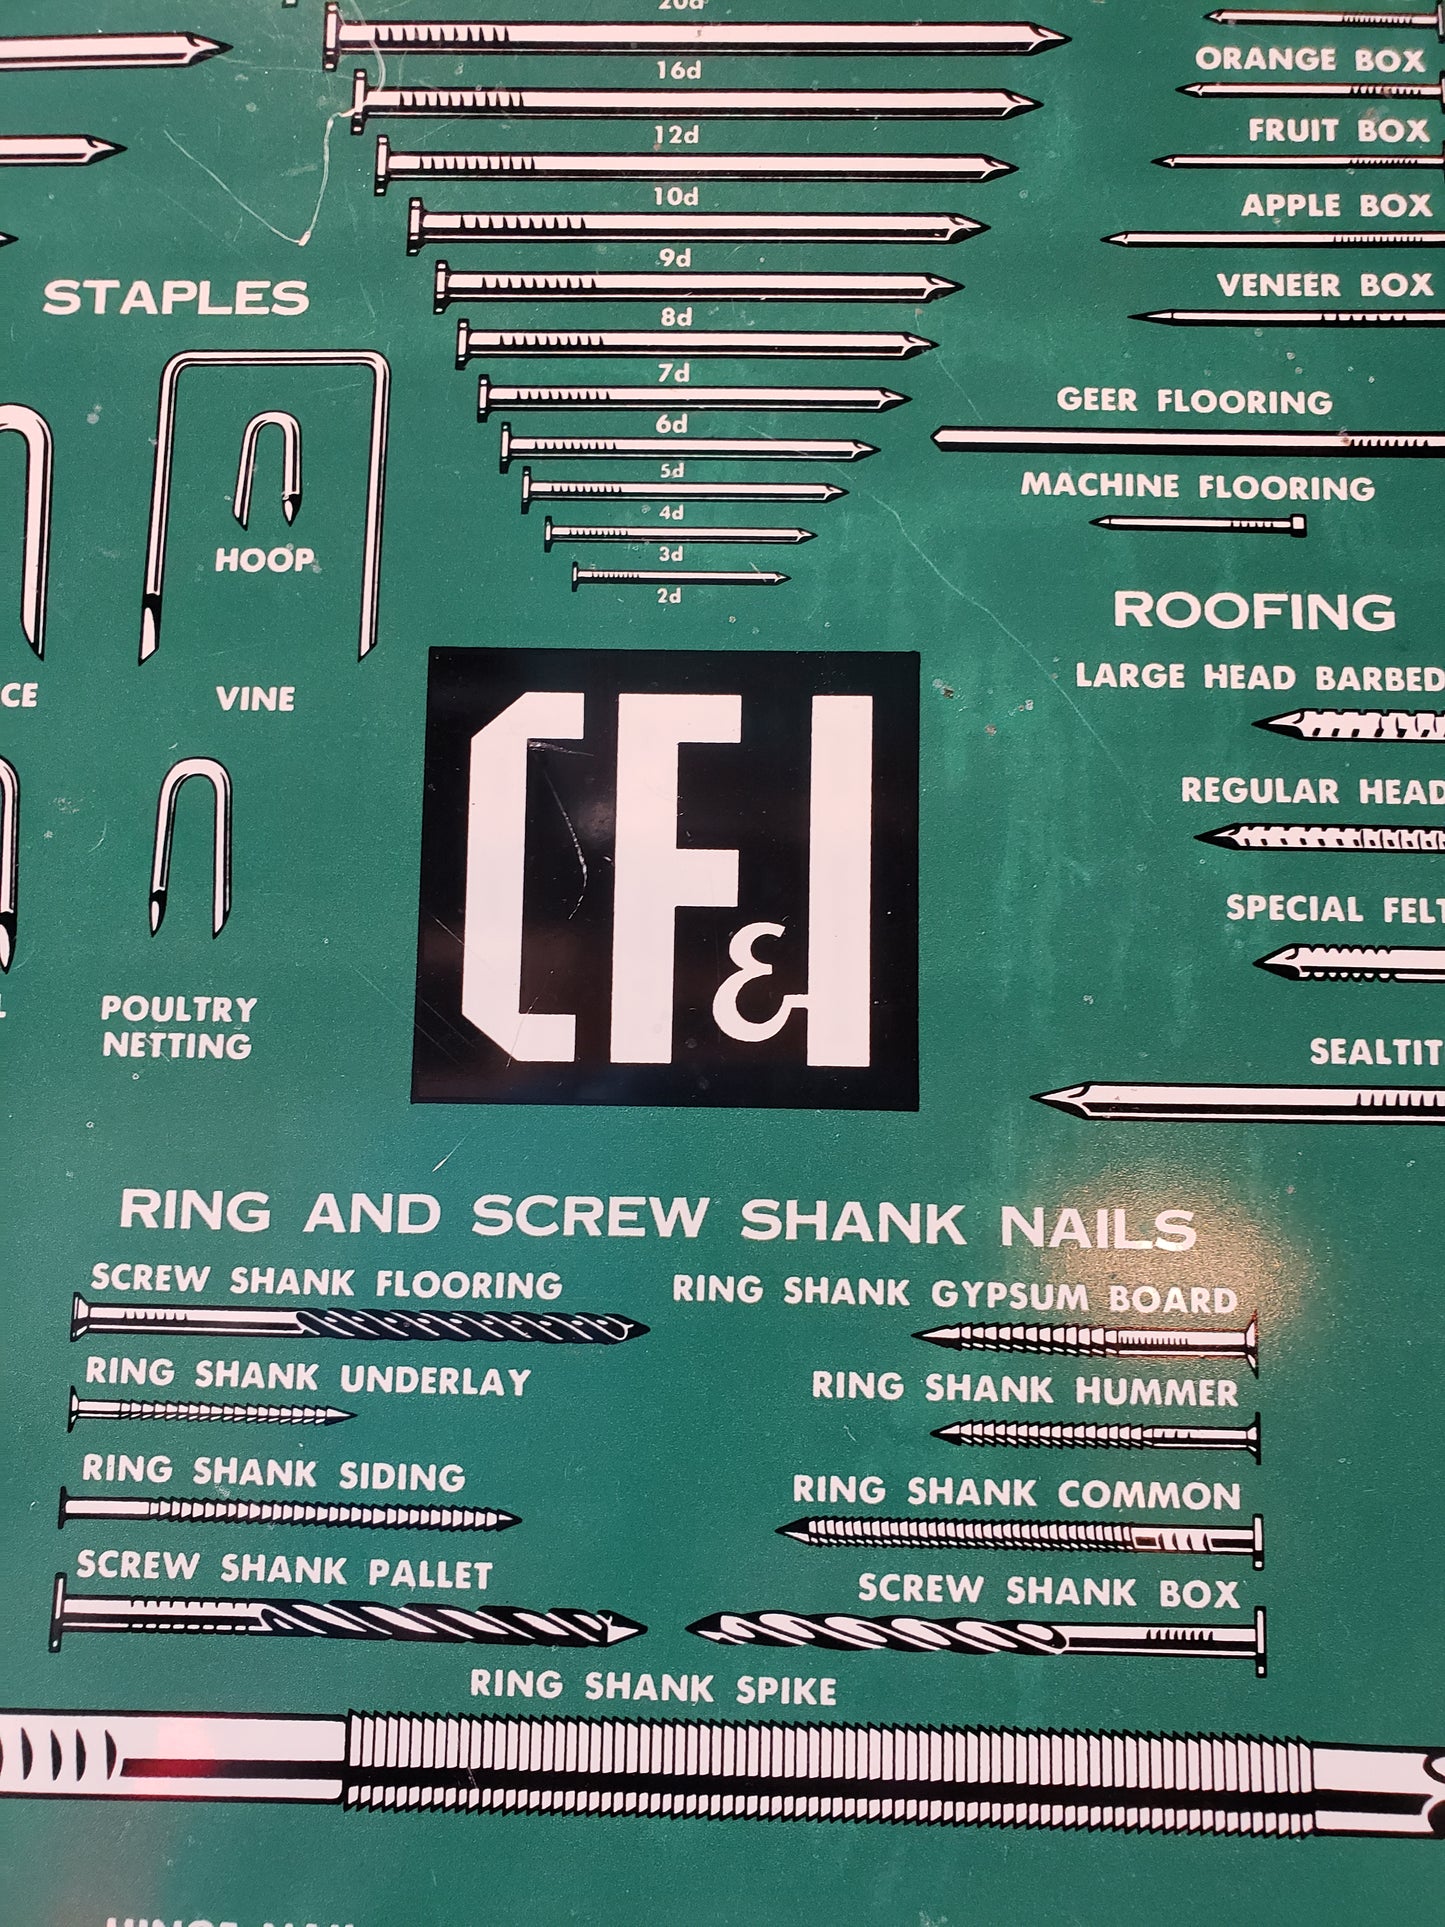 20d
16d
12d
10d
9d
8d
7d
6d
5d
4d
3d
2d
ORANGE BOX
FRUIT BOX
APPLE BOX
VENEER BOX
GEER FLOORING
MACHINE FLOORING
STAPLES
HOOP
CE
VINE
POULTRY
NETTING
CF&I
ROOFING
LARGE HEAD BARBED
REGULAR HEAD
SPECIAL FELT
SEALTIT
RING AND SCREW SHANK NAILS
SCREW SHANK FLOORING
RING SHANK UNDERLAY
RING SHANK SIDING
SCREW SHANK PALLET
RING SHANK GYPSUM BOARD
RING SHANK HUMMER
RING SHANK COMMON
SCREW SHANK BOX
RING SHANK SPIKE